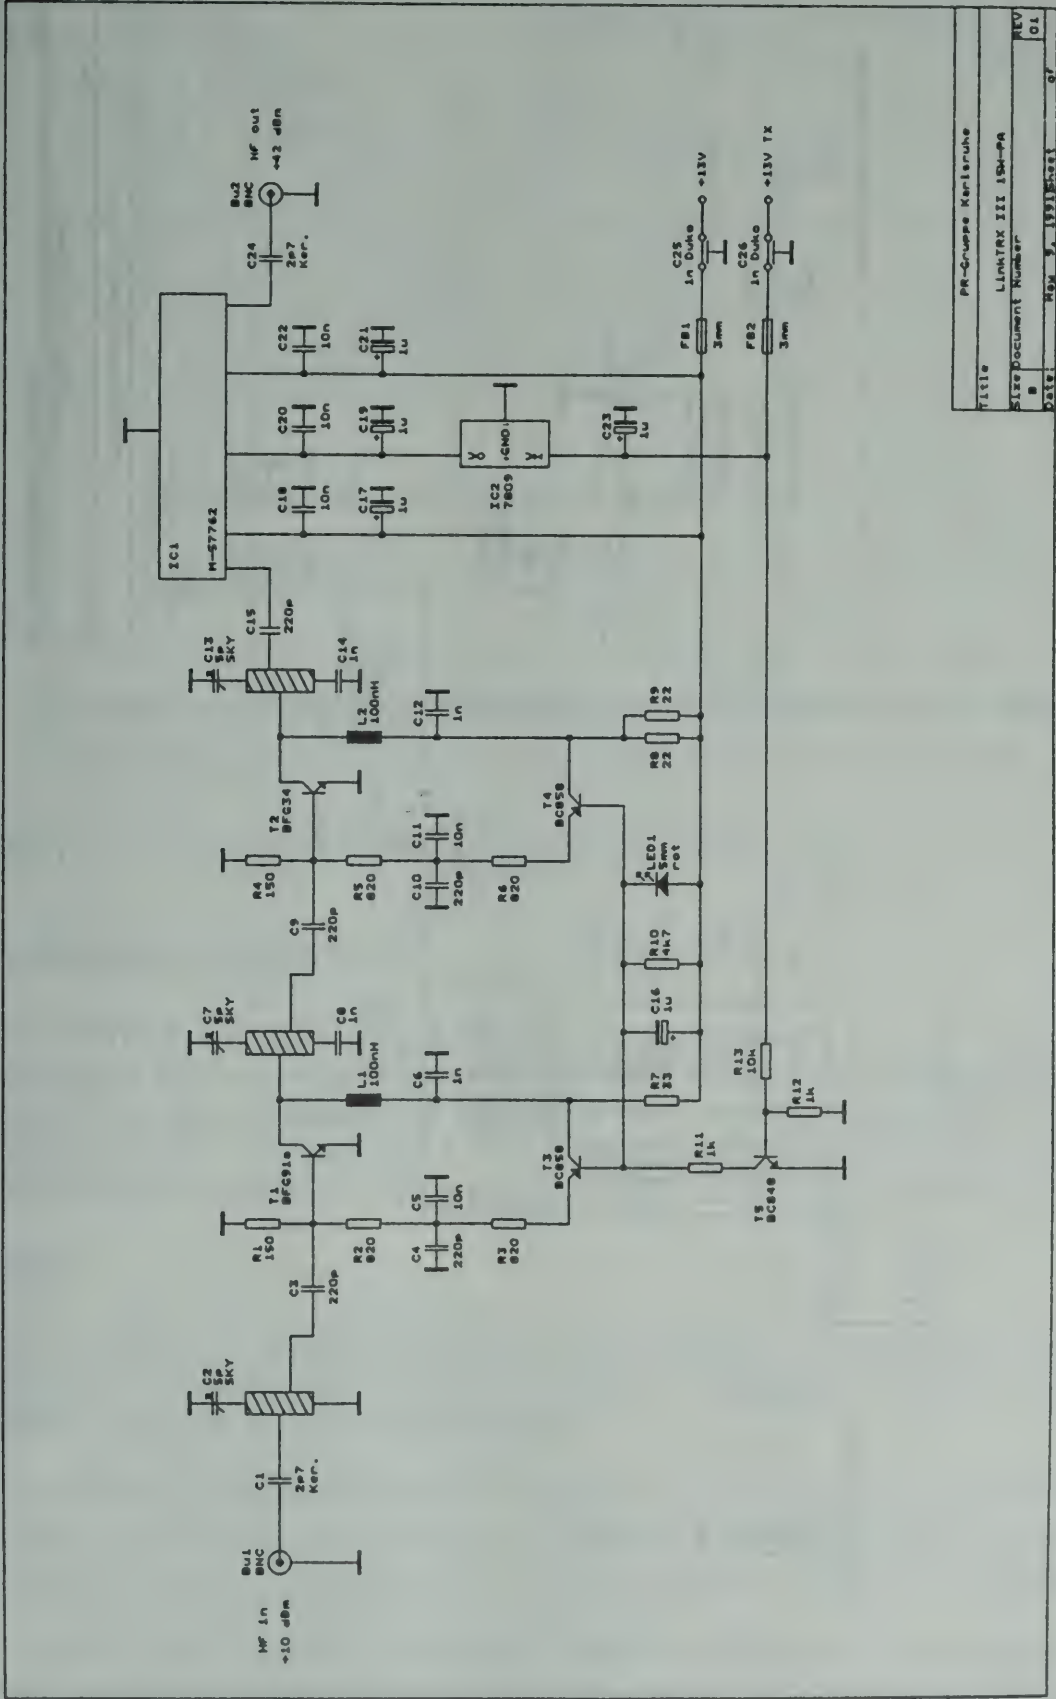 HF in
+10 dBm
Bu1
BNC
C1
2p7
Ker.
C2
5p
SKY
C3
220p
R1
150
R2
820
C4
220p
C5
10n
R3
820
T1
BFG91a
L1
100nH
C6
1n
T3
BC858
C7
5p
SKY
C8
1n
C9
220p
R4
150
R5
820
C10
220p
C11
10n
R6
820
T2
BFG34
L2
100nH
C12
1n
T4
BC858
C13
5p
SKY
C14
1n
C15
220p
IC1
M-57762
C18
10n
C17
1u
C20
10n
C19
1u
C22
10n
C21
1u
C24
2p7
Ker.
Bu2
BNC
HF out
+42 dBm
IC2
7809
VO
GND
VI
C23
1u
R7
33
C16
1u
+
R10
4k7
LED1
5mm
rot
R8
22
R9
22
FB1
3mm
C25
1n Duko
+13V
FB2
3mm
C26
1n Duko
+13V TX
R11
1k
T5
BC848
R13
10k
R12
1k
PR-Gruppe Karlsruhe
Title
LinkTRX III 15W-PA
Size Document Number
REV
B
01
Date: May 9, 1991 Sheet of